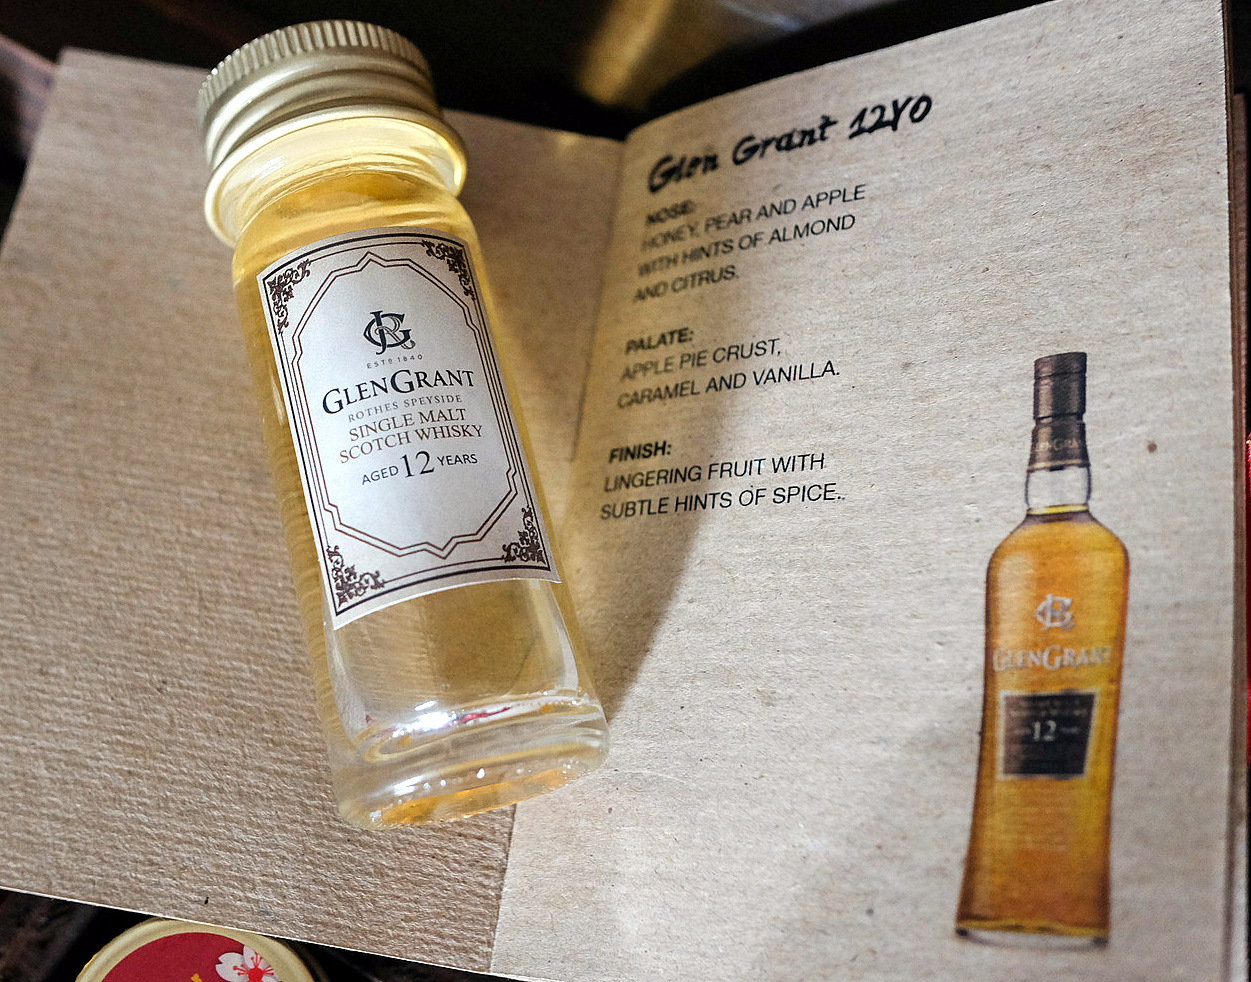 ESTD 1840
GLENGRANT
ROTHES SPEYSIDE
SINGLE MALT
SCOTCH WHISKY
AGED 12 YEARS
Glen Grant 12YO
NOSE:
HONEY, PEAR AND APPLE
WITH HINTS OF ALMOND
AND CITRUS.
PALATE:
APPLE PIE CRUST,
CARAMEL AND VANILLA.
FINISH:
LINGERING FRUIT WITH
SUBTLE HINTS OF SPICE..
GLENGRANT
GLENGRANT
12